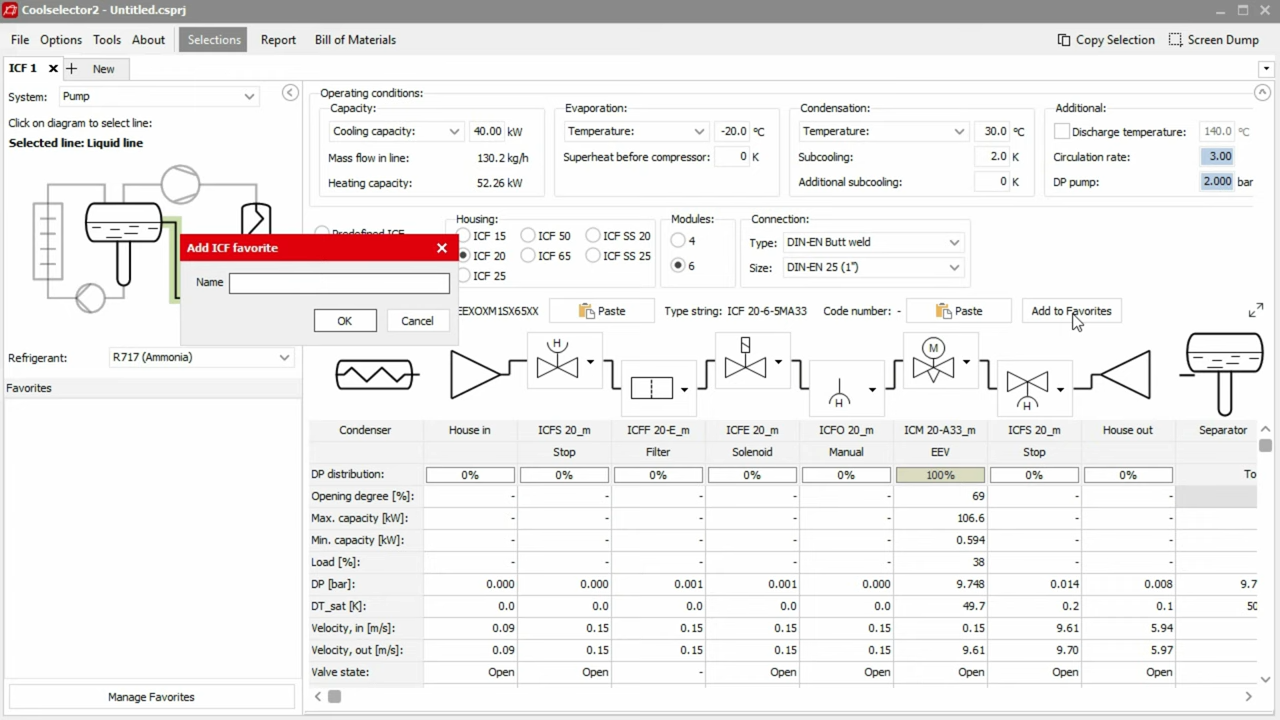 Coolselector2 - Untitled.csprj
File Options Tools About Selections Report Bill of Materials Copy Selection Screen Dump
ICF 1 New
System: Pump
Click on diagram to select line:
Selected line: Liquid line
Operating conditions:
Capacity:
Cooling capacity: 40.00 kW
Mass flow in line: 130.2 kg/h
Heating capacity: 52.26 kW
Evaporation:
Temperature: -20.0 ºC
Superheat before compressor: 0 K
Condensation:
Temperature: 30.0 ºC
Subcooling: 2.0 K
Additional subcooling: 0 K
Additional:
Discharge temperature: 140.0 ºC
Circulation rate: 3.00
DP pump: 2.000 bar
Housing:
ICF 15 ICF 50 ICF SS 20
ICF 20 ICF 65 ICF SS 25
ICF 25
Modules:
4
6
Connection:
Type: DIN-EN Butt weld
Size: DIN-EN 25 (1")
Add ICF favorite
Name
OK Cancel
EEXOXM1SX65XX Paste Type string: ICF 20-6-5MA33 Code number: - Paste Add to Favorites
H M H H
Refrigerant: R717 (Ammonia)
Favorites
Manage Favorites
Condenser House in ICFS 20_m ICFF 20-E_m ICFE 20_m ICFO 20_m ICM 20-A33_m ICFS 20_m House out Separator
Stop Filter Solenoid Manual EEV Stop
DP distribution: 0% 0% 0% 0% 0% 100% 0% 0% To
Opening degree [%]: - - - - - 69 - -
Max. capacity [kW]: - - - - - 106.6 - -
Min. capacity [kW]: - - - - - 0.594 - -
Load [%]: - - - - - 38 - -
DP [bar]: 0.000 0.000 0.001 0.001 0.000 9.748 0.014 0.008 9.7
DT_sat [K]: 0.0 0.0 0.0 0.0 0.0 49.7 0.2 0.1 50
Velocity, in [m/s]: 0.09 0.15 0.15 0.15 0.15 0.15 9.61 5.94
Velocity, out [m/s]: 0.09 0.15 0.15 0.15 0.15 9.61 9.70 5.97
Valve state: Open Open - Open Open Open Open Open